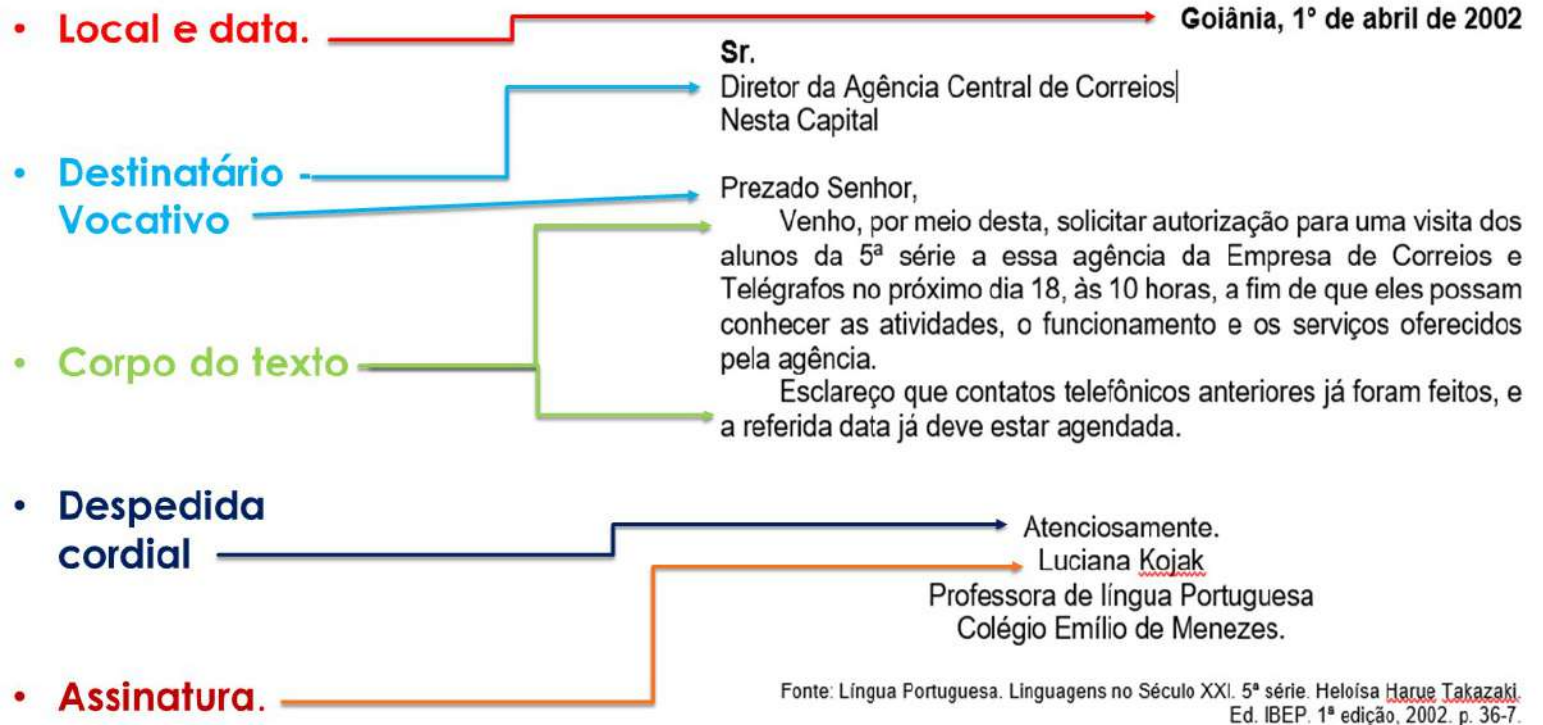 • Local e data.
• Destinatário -
Vocativo
• Corpo do texto
• Despedida
cordial
• Assinatura.
Goiânia, 1° de abril de 2002
Sr.
Diretor da Agência Central de Correios
Nesta Capital
Prezado Senhor,
Venho, por meio desta, solicitar autorização para uma visita dos
alunos da 5ª série a essa agência da Empresa de Correios e
Telégrafos no próximo dia 18, às 10 horas, a fim de que eles possam
conhecer as atividades, o funcionamento e os serviços oferecidos
pela agência.
Esclareço que contatos telefônicos anteriores já foram feitos, e
a referida data já deve estar agendada.
Atenciosamente.
Luciana Kojak
Professora de língua Portuguesa
Colégio Emílio de Menezes.
Fonte: Língua Portuguesa. Linguagens no Século XXI. 5ª série. Heloísa Harue Takazaki.
Ed. IBEP. 1ª edição, 2002. p. 36-7.